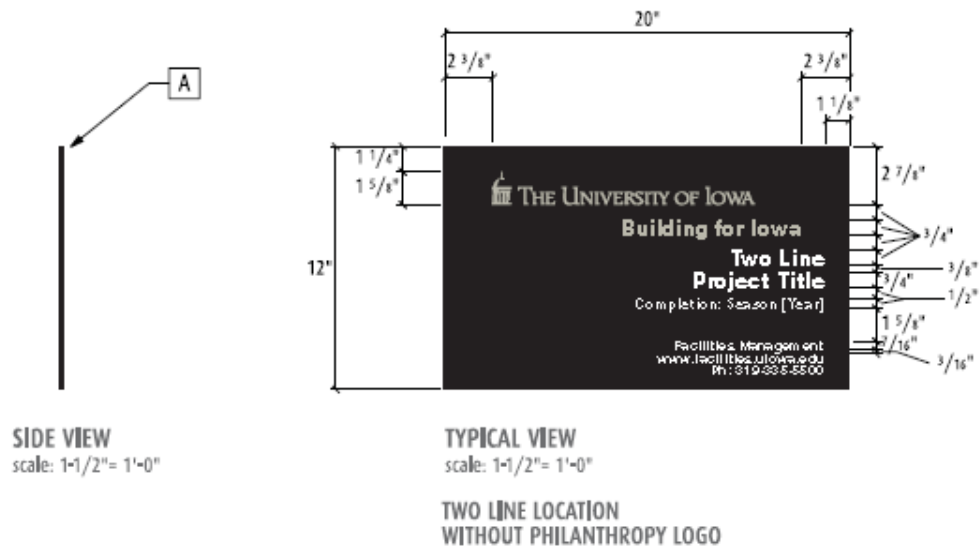 20"
2 3/8"
2 3/8"
A
1 1/8"
1 1/4"
2 7/8"
1 5/8"
THE UNIVERSITY OF IOWA
Building for Iowa
3/4"
Two Line
12"
3/8"
Project Title
3/4"
1/2"
Completion: Season [Year]
1 5/8"
Facilities Management
7/16"
www.facilities.uiowa.edu
3/16"
Ph: 319-335-5500
SIDE VIEW
scale: 1-1/2"= 1'-0"
TYPICAL VIEW
scale: 1-1/2"= 1'-0"
TWO LINE LOCATION
WITHOUT PHILANTHROPY LOGO